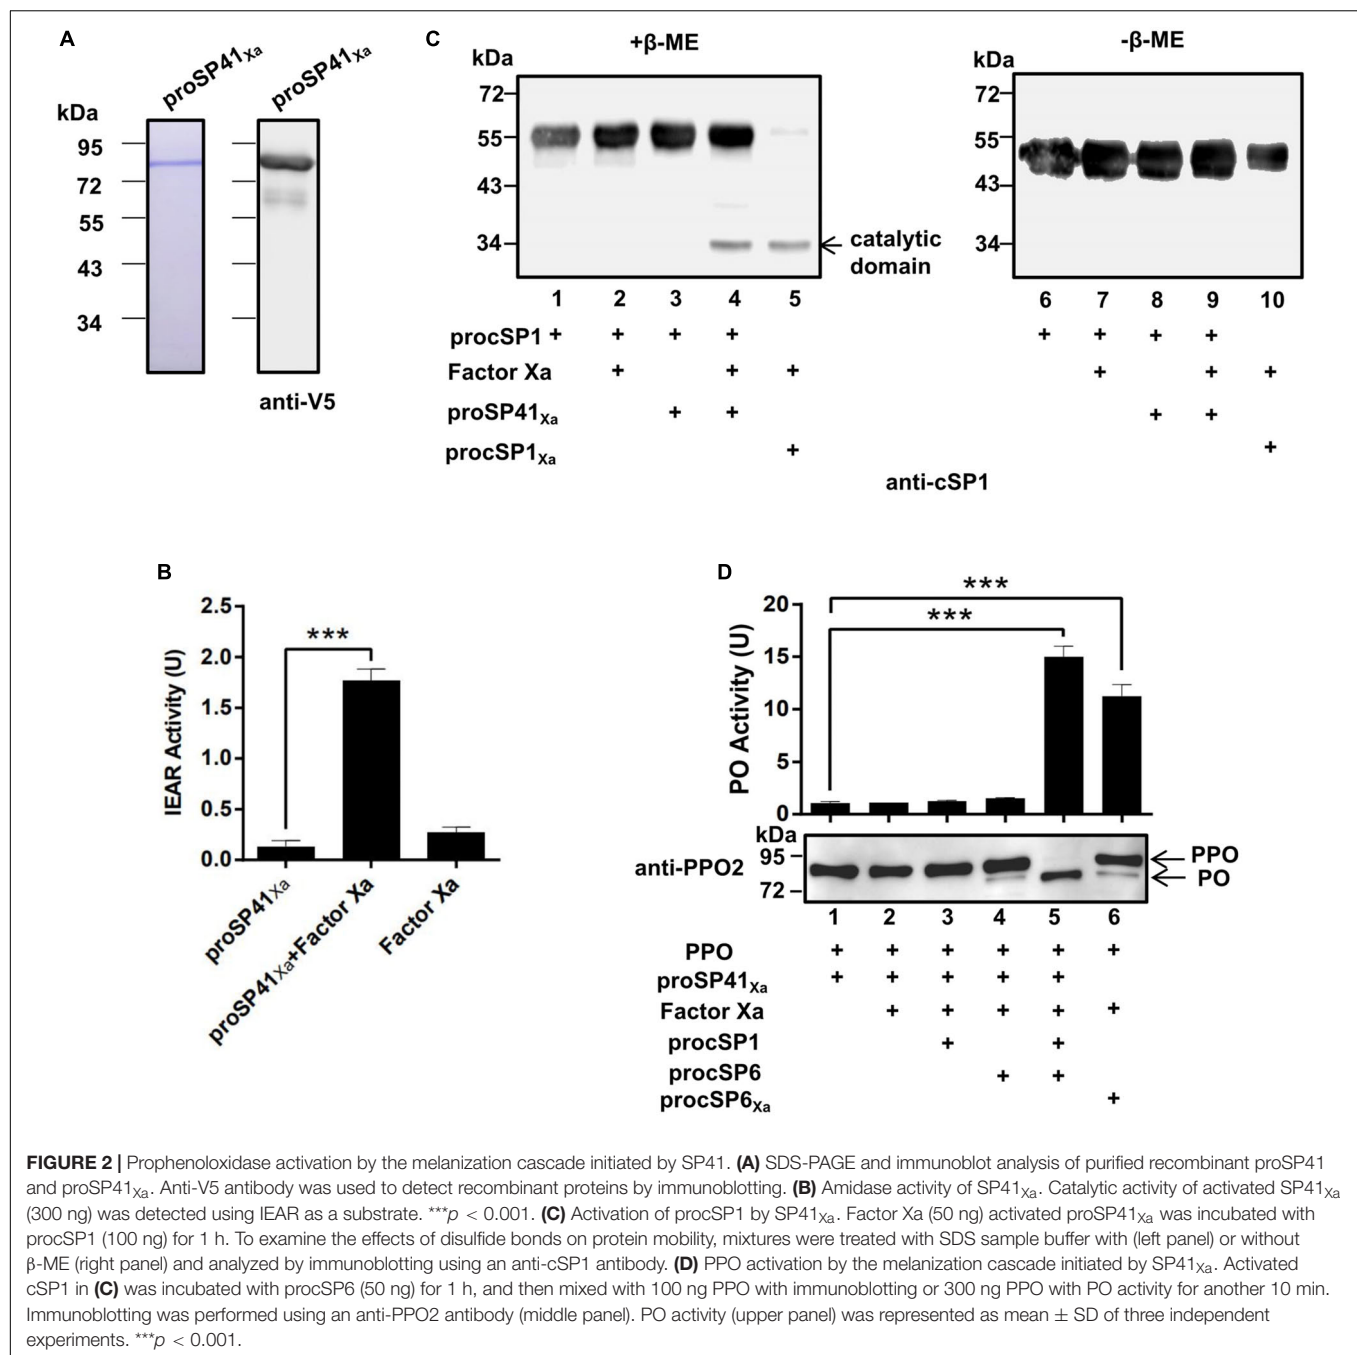 A
proSP41Xa
proSP41Xa
kDa
95
72
55
43
34
anti-V5
C
+β-ME
-β-ME
kDa
72
55
43
34
catalytic
domain
kDa
72
55
43
34
1 2 3 4 5
6 7 8 9 10
procSP1 + + + + + + + +
Factor Xa + + + + + +
proSP41Xa + + + +
procSP1Xa + +
anti-cSP1
B
IEAR Activity (U)
2.5
2.0
1.5
1.0
0.5
0.0
***
proSP41Xa
proSP41Xa+Factor Xa
Factor Xa
D
PO Activity (U)
20
15
10
5
0
***
***
kDa
95
72
anti-PPO2
PPO
PO
1 2 3 4 5 6
PPO + + + + + +
proSP41Xa + + + + +
Factor Xa + + + + +
procSP1 + +
procSP6 + +
procSP6Xa +
FIGURE 2 | Prophenoloxidase activation by the melanization cascade initiated by SP41. (A) SDS-PAGE and immunoblot analysis of purified recombinant proSP41
and proSP41Xa. Anti-V5 antibody was used to detect recombinant proteins by immunoblotting. (B) Amidase activity of SP41Xa. Catalytic activity of activated SP41Xa
(300 ng) was detected using IEAR as a substrate. ***p < 0.001. (C) Activation of procSP1 by SP41Xa. Factor Xa (50 ng) activated proSP41Xa was incubated with
procSP1 (100 ng) for 1 h. To examine the effects of disulfide bonds on protein mobility, mixtures were treated with SDS sample buffer with (left panel) or without
β-ME (right panel) and analyzed by immunoblotting using an anti-cSP1 antibody. (D) PPO activation by the melanization cascade initiated by SP41Xa. Activated
cSP1 in (C) was incubated with procSP6 (50 ng) for 1 h, and then mixed with 100 ng PPO with immunoblotting or 300 ng PPO with PO activity for another 10 min.
Immunoblotting was performed using an anti-PPO2 antibody (middle panel). PO activity (upper panel) was represented as mean ± SD of three independent
experiments. ***p < 0.001.